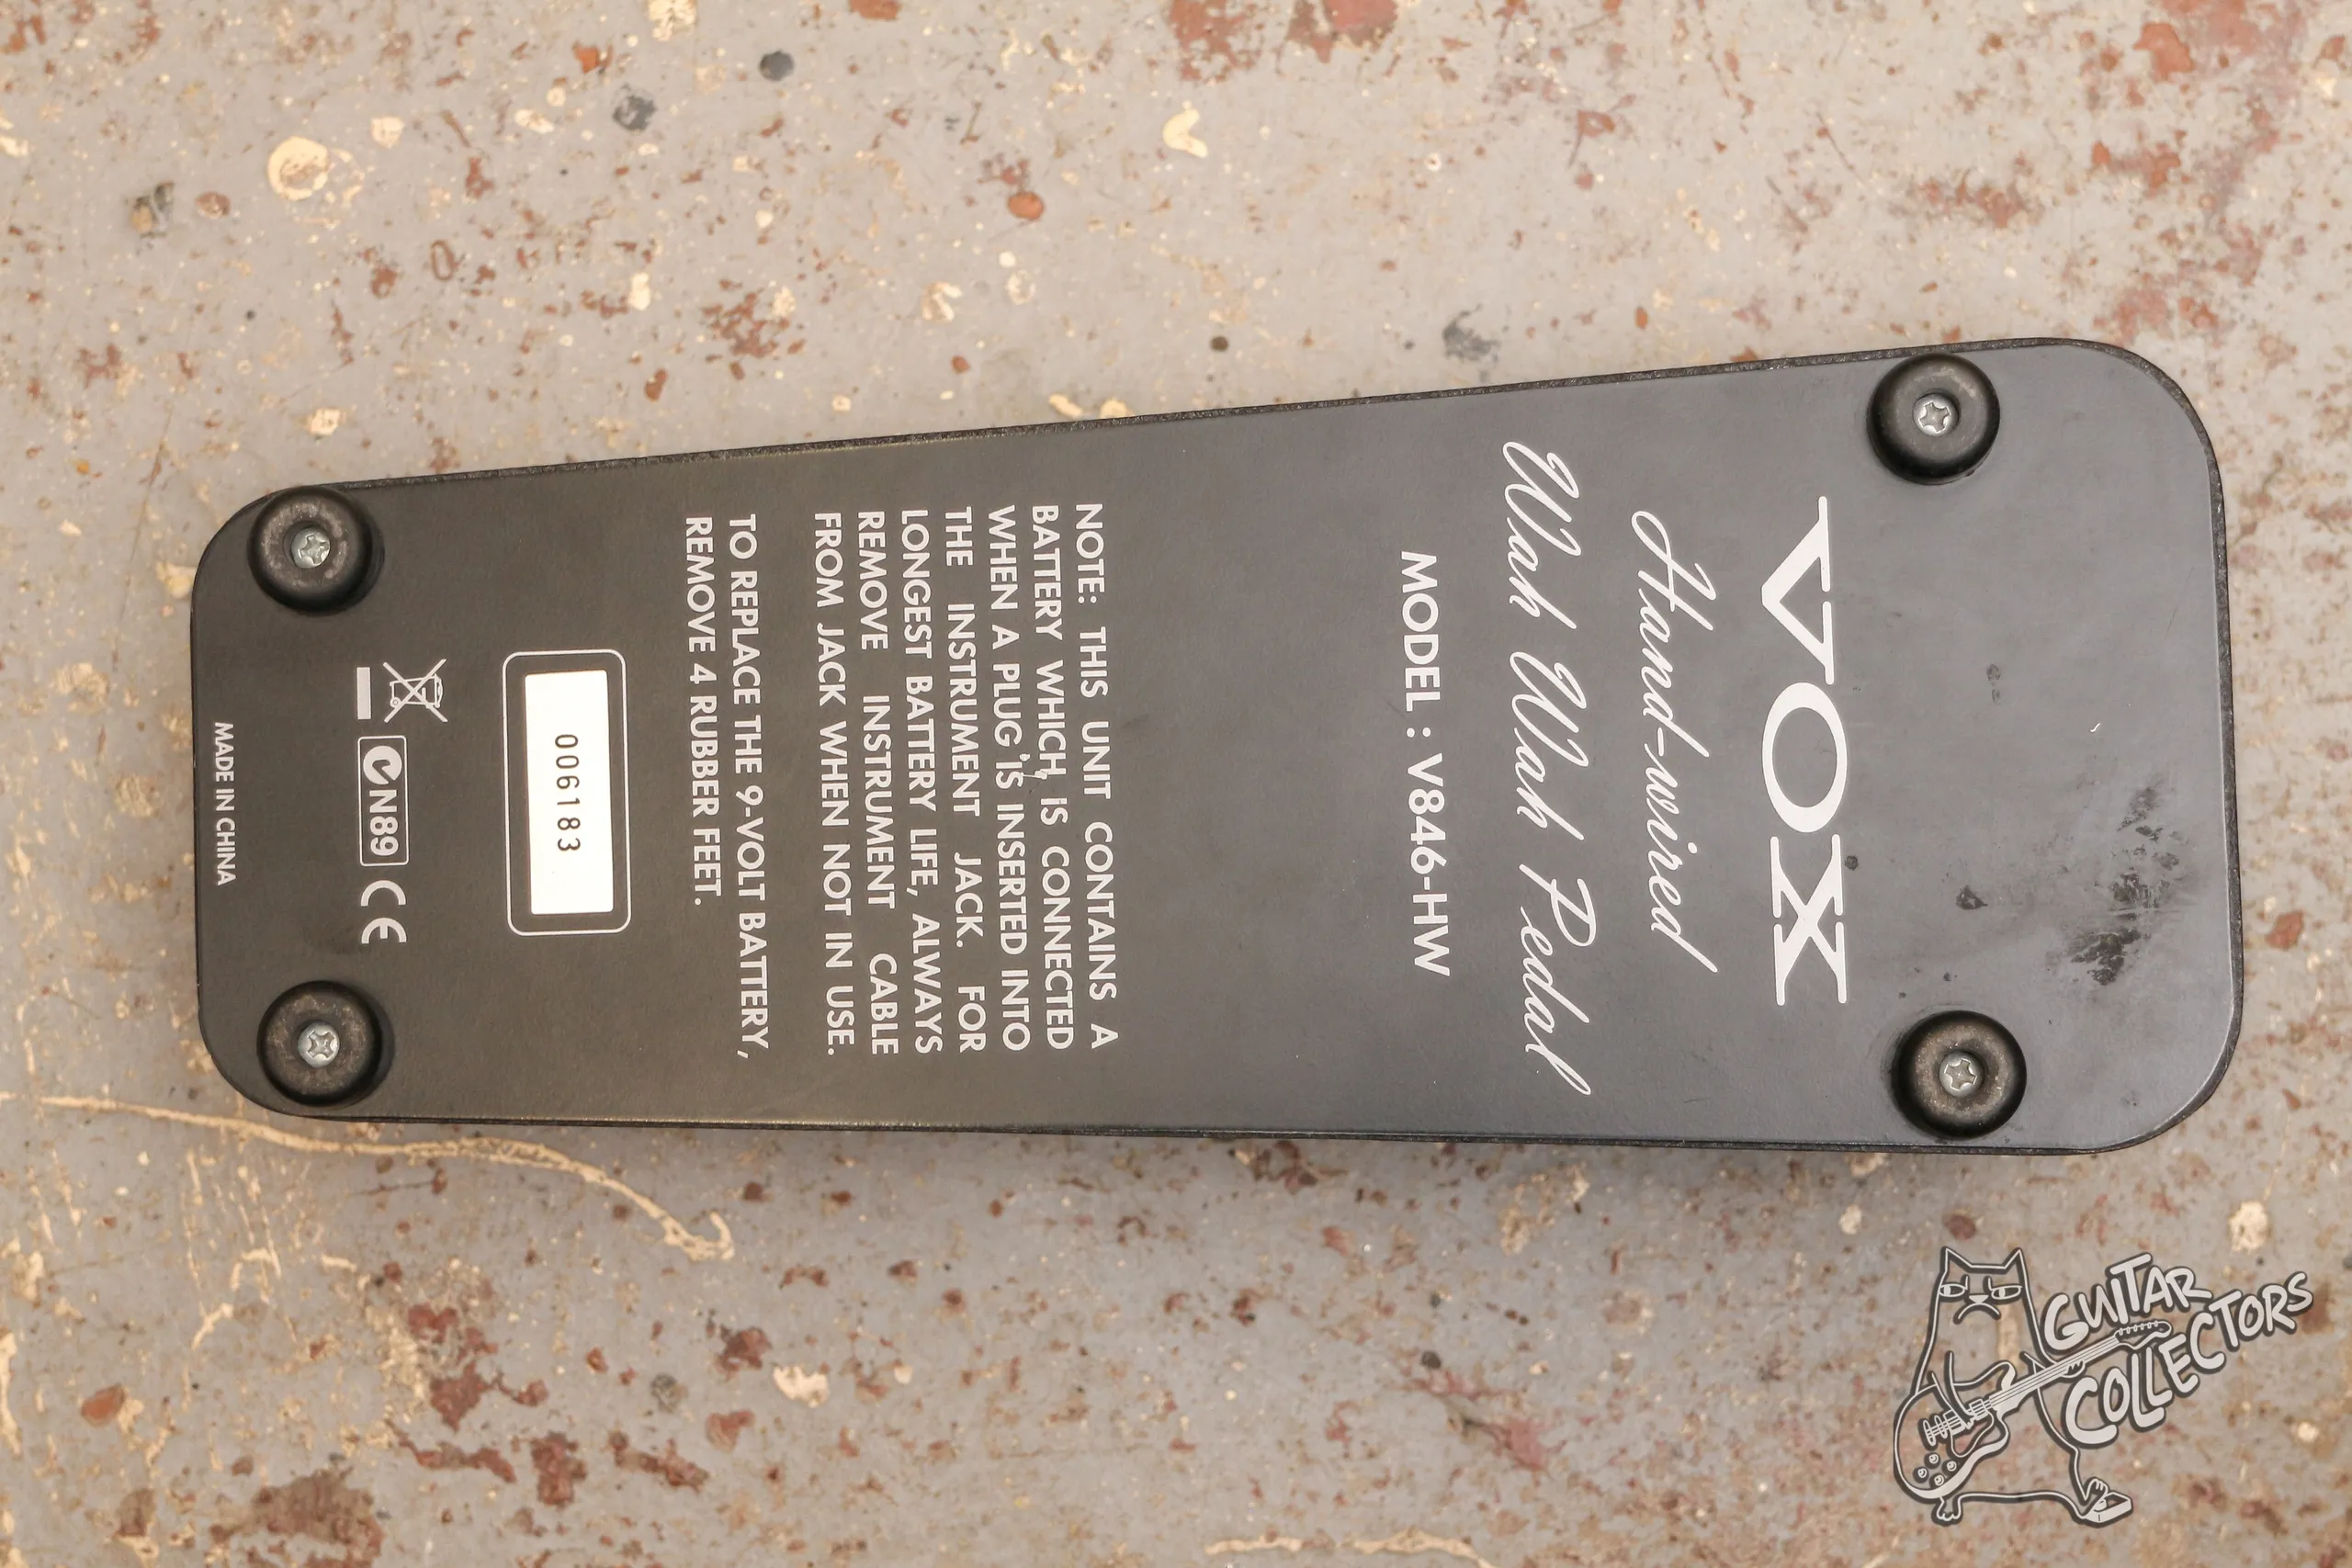 VOX
Hand-wired
Wah Wah Pedal
MODEL : V846-HW
NOTE: THIS UNIT CONTAINS A
BATTERY WHICH IS CONNECTED
WHEN A PLUG IS INSERTED INTO
THE INSTRUMENT JACK. FOR
LONGEST BATTERY LIFE, ALWAYS
REMOVE INSTRUMENT CABLE
FROM JACK WHEN NOT IN USE.
TO REPLACE THE 9-VOLT BATTERY,
REMOVE 4 RUBBER FEET.
0061183
N89 CE
MADE IN CHINA
GUITAR
COLLECTORS